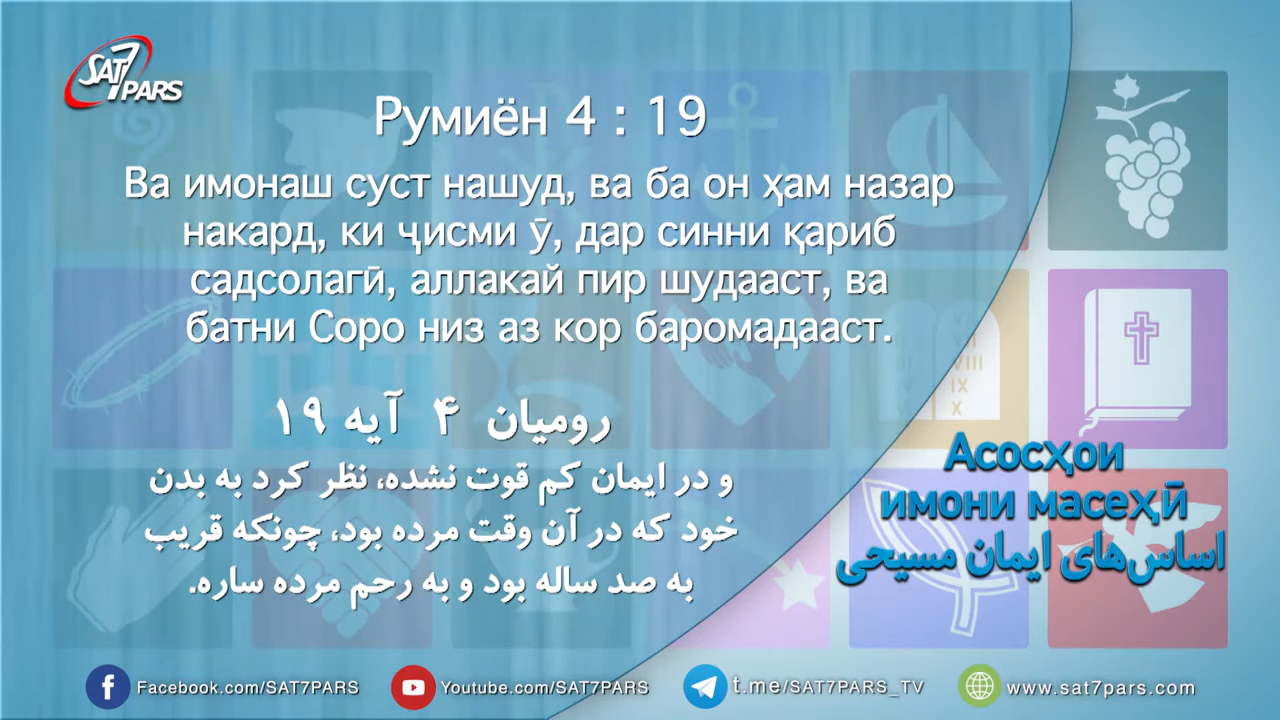 SAT7 PARS
Румиён 4 : 19
Ва имонаш суст нашуд, ва ба он ҳам назар
накард, ки ҷисми ӯ, дар синни қариб
садсолагӣ, аллакай пир шудааст, ва
батни Соро низ аз кор баромадааст.
رومیان ۴ آیه ۱۹
و در ایمان کم قوت نشده، نظر کرد به بدن
خود که در آن وقت مرده بود، چونکه قریب
به صد ساله بود و به رحم مرده ساره.
VIII
IX
X
Асосҳои
имони масеҳӣ
اساس‌های ایمان مسیحی
Facebook.com/SAT7PARS
Youtube.com/SAT7PARS
t.me/SAT7PARS_TV
www.sat7pars.com